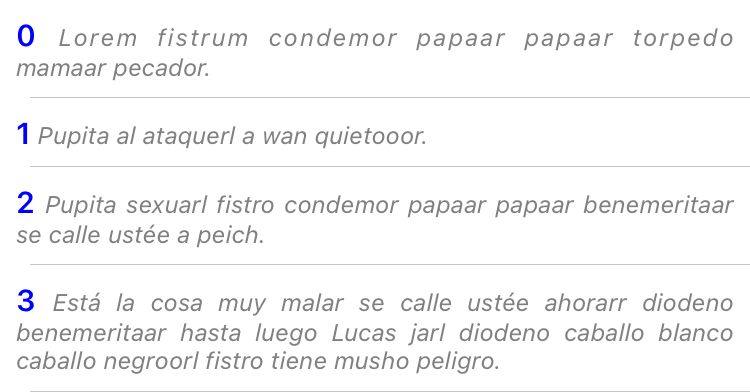 0 Lorem fistrum condemor papaar papaar torpedo
mamaar pecador.
1 Pupita al ataquerl a wan quietooor.
2 Pupita sexuarl fistro condemor papaar papaar benemeritaar
se calle ustée a peich.
3 Está la cosa muy malar se calle ustée ahorarr diodeno
benemeritaar hasta luego Lucas jarl diodeno caballo blanco
caballo negroorl fistro tiene musho peligro.